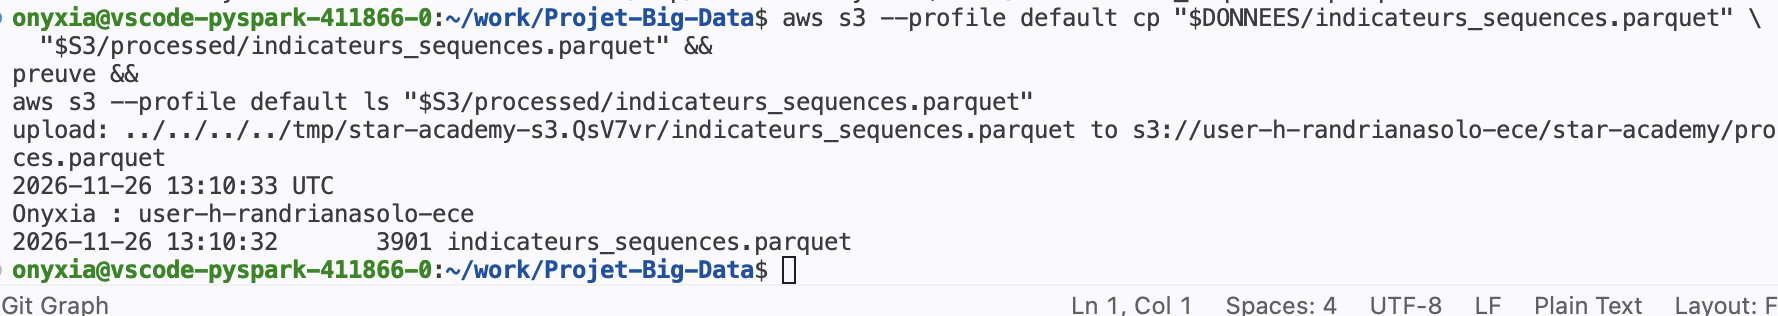 onyxia@vscode-pyspark-411866-0:~/work/Projet-Big-Data$ aws s3 --profile default cp "$DONNEES/indicateurs_sequences.parquet" \
"$S3/processed/indicateurs_sequences.parquet" &&
preuve &&
aws s3 --profile default ls "$S3/processed/indicateurs_sequences.parquet"
upload: ../../../../tmp/star-academy-s3.QsV7vr/indicateurs_sequences.parquet to s3://user-h-randrianasolo-ece/star-academy/pro
ces.parquet
2026-11-26 13:10:33 UTC
Onyxia : user-h-randrianasolo-ece
2026-11-26 13:10:32 3901 indicateurs_sequences.parquet
onyxia@vscode-pyspark-411866-0:~/work/Projet-Big-Data$
Git Graph Ln 1, Col 1 Spaces: 4 UTF-8 LF Plain Text Layout: F